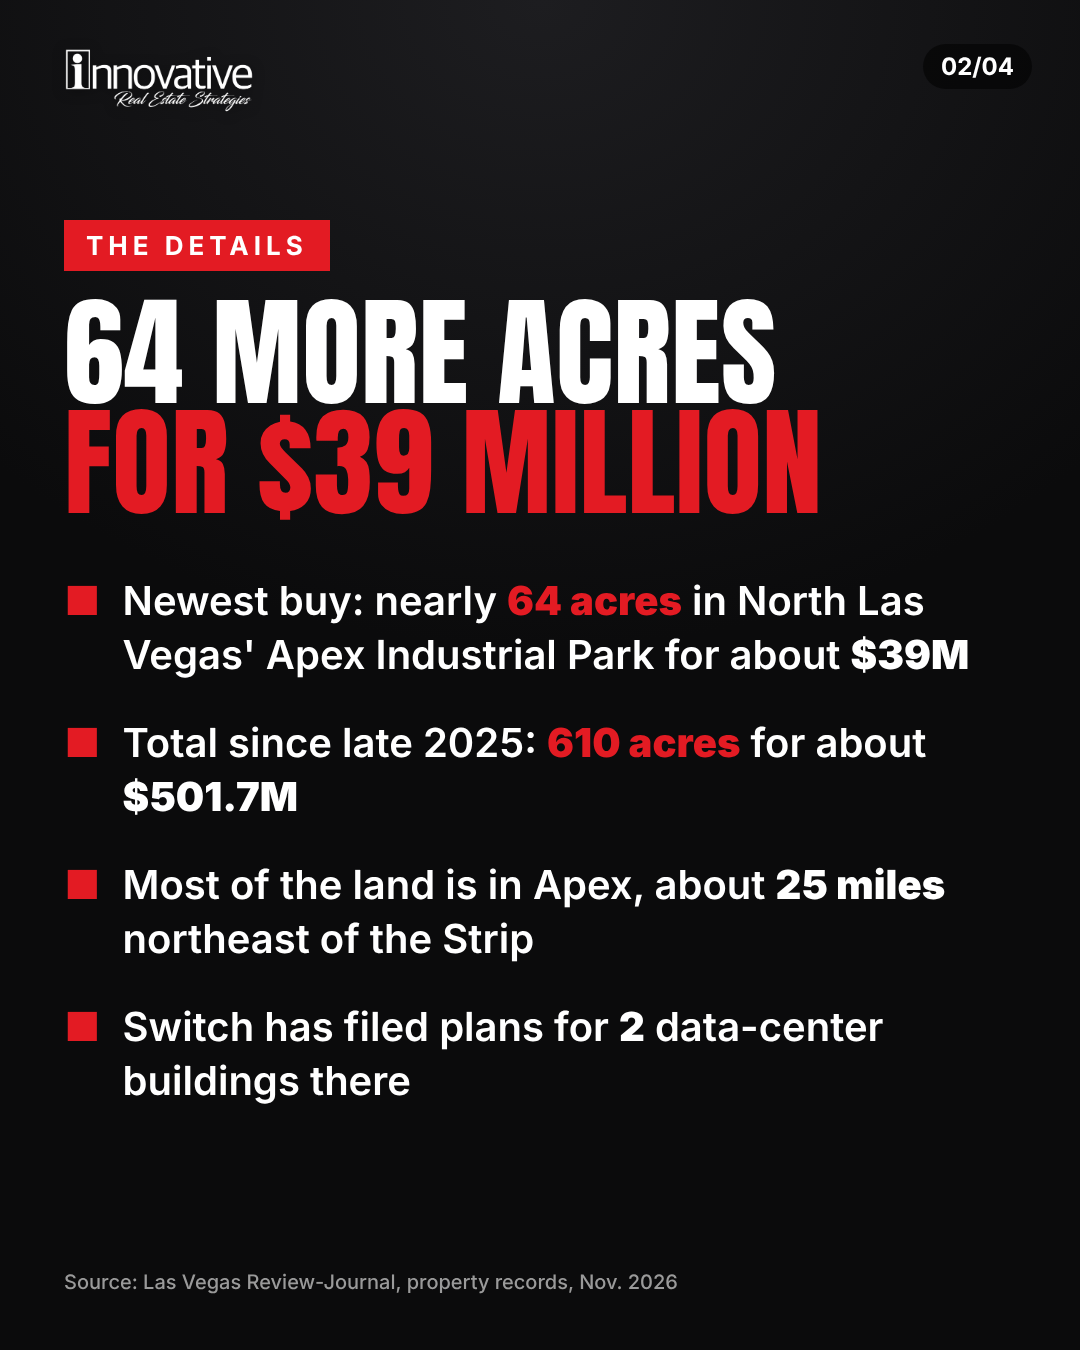 innovative
Real Estate Strategies
02/04
THE DETAILS
64 MORE ACRES
FOR $39 MILLION
Newest buy: nearly 64 acres in North Las
Vegas' Apex Industrial Park for about $39M
Total since late 2025: 610 acres for about
$501.7M
Most of the land is in Apex, about 25 miles
northeast of the Strip
Switch has filed plans for 2 data-center
buildings there
Source: Las Vegas Review-Journal, property records, Nov. 2026